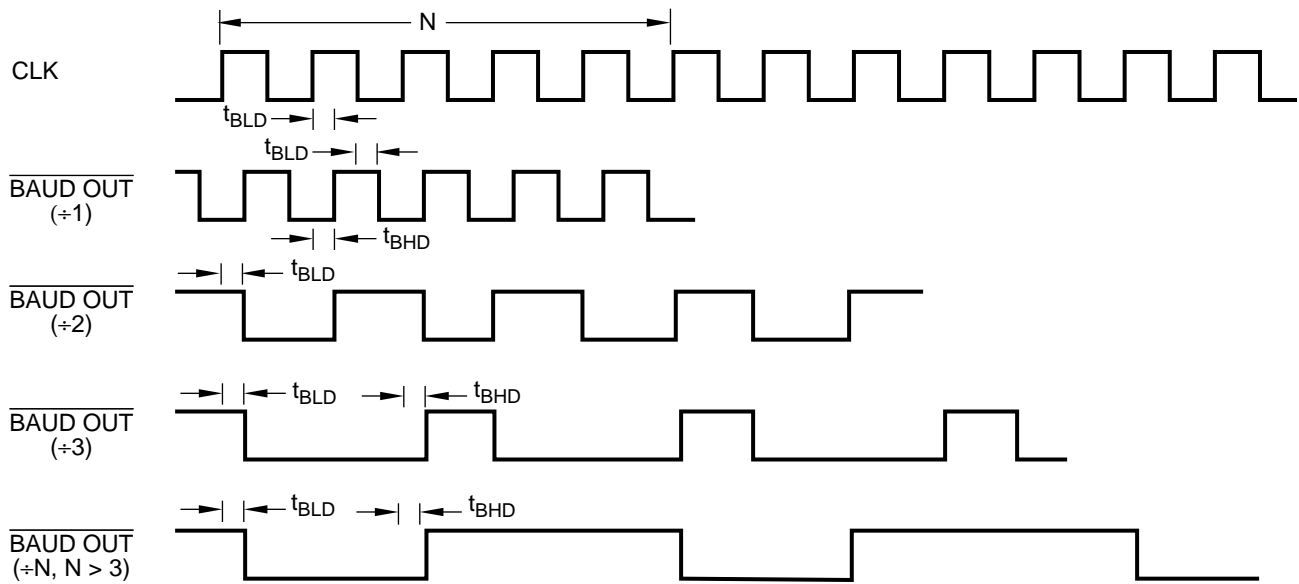 N
CLK
tBLD
tBLD
BAUD OUT
(÷1)
tBHD
tBLD
BAUD OUT
(÷2)
tBLD
tBHD
BAUD OUT
(÷3)
tBLD
tBHD
BAUD OUT
(÷N, N > 3)